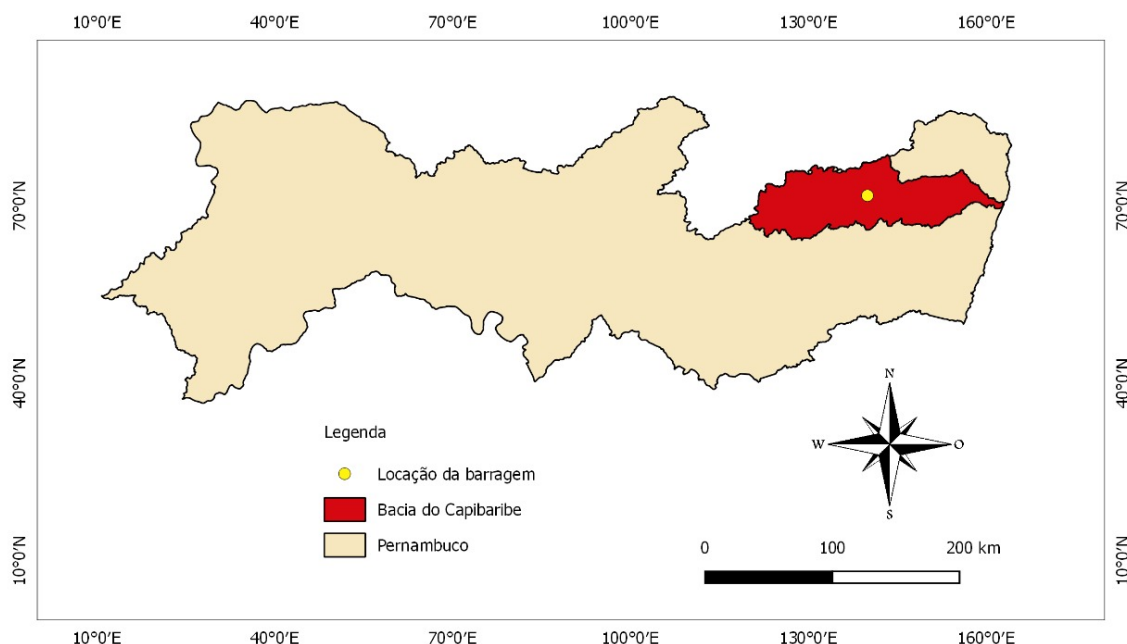 10°0′E 40°0′E 70°0′E 100°0′E 130°0′E 160°0′E
70°0′N 70°0′N
40°0′N 40°0′N
N
Legenda
W O
Locação da barragem
Bacia do Capibaribe
S
Pernambuco
10°0′N 10°0′N
0 100 200 km
10°0′E 40°0′E 70°0′E 100°0′E 130°0′E 160°0′E